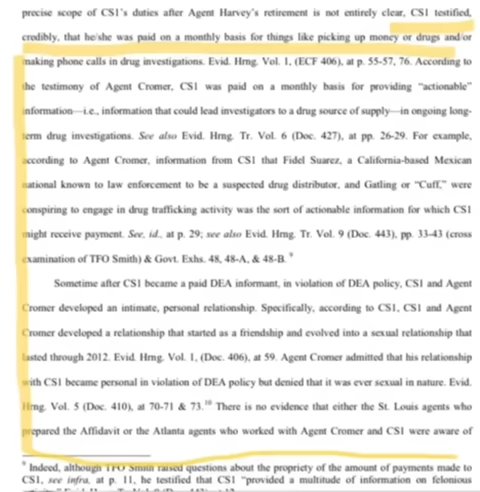 precise scope of CS1's duties after Agent Harvey's retirement is not entirely clear, CS1 testified,
credibly, that he/she was paid on a monthly basis for things like picking up money or drugs and/or
making phone calls in drug investigations. Evid. Hrng. Vol. 1, (ECF 406), at p. 55-57, 76. According to
the testimony of Agent Cromer, CS1 was paid on a monthly basis for providing "actionable"
information—i.e., information that could lead investigators to a drug source of supply—in ongoing long-
term drug investigations. See also Evid. Hrng. Tr. Vol. 6 (Doc. 427), at pp. 26-29. For example,
according to Agent Cromer, information from CS1 that Fidel Suarez, a California-based Mexican
national known to law enforcement to be a suspected drug distributor, and Gatling or "Cuff," were
conspiring to engage in drug trafficking activity was the sort of actionable information for which CS1
might receive payment. See, id., at p. 29; see also Evid. Hrng. Tr. Vol. 9 (Doc. 443), pp. 33-43 (cross
examination of TFO Smith) & Govt. Exhs. 48, 48-A, & 48-B. 9
Sometime after CS1 became a paid DEA informant, in violation of DEA policy, CS1 and Agent
Cromer developed an intimate, personal relationship. Specifically, according to CS1, CS1 and Agent
Cromer developed a relationship that started as a friendship and evolved into a sexual relationship that
lasted through 2012. Evid. Hrng. Vol. 1, (Doc. 406), at 59. Agent Cromer admitted that his relationship
with CS1 became personal in violation of DEA policy but denied that it was ever sexual in nature. Evid.
Hrng. Vol. 5 (Doc. 410), at 70-71 & 73.10 There is no evidence that either the St. Louis agents who
prepared the Affidavit or the Atlanta agents who worked with Agent Cromer and CS1 were aware of
9 Indeed, although TFO Smith raised questions about the propriety of the amount of payments made to
CS1, see infra, at p. 11, he testified that CS1 "provided a multitude of information on felonious